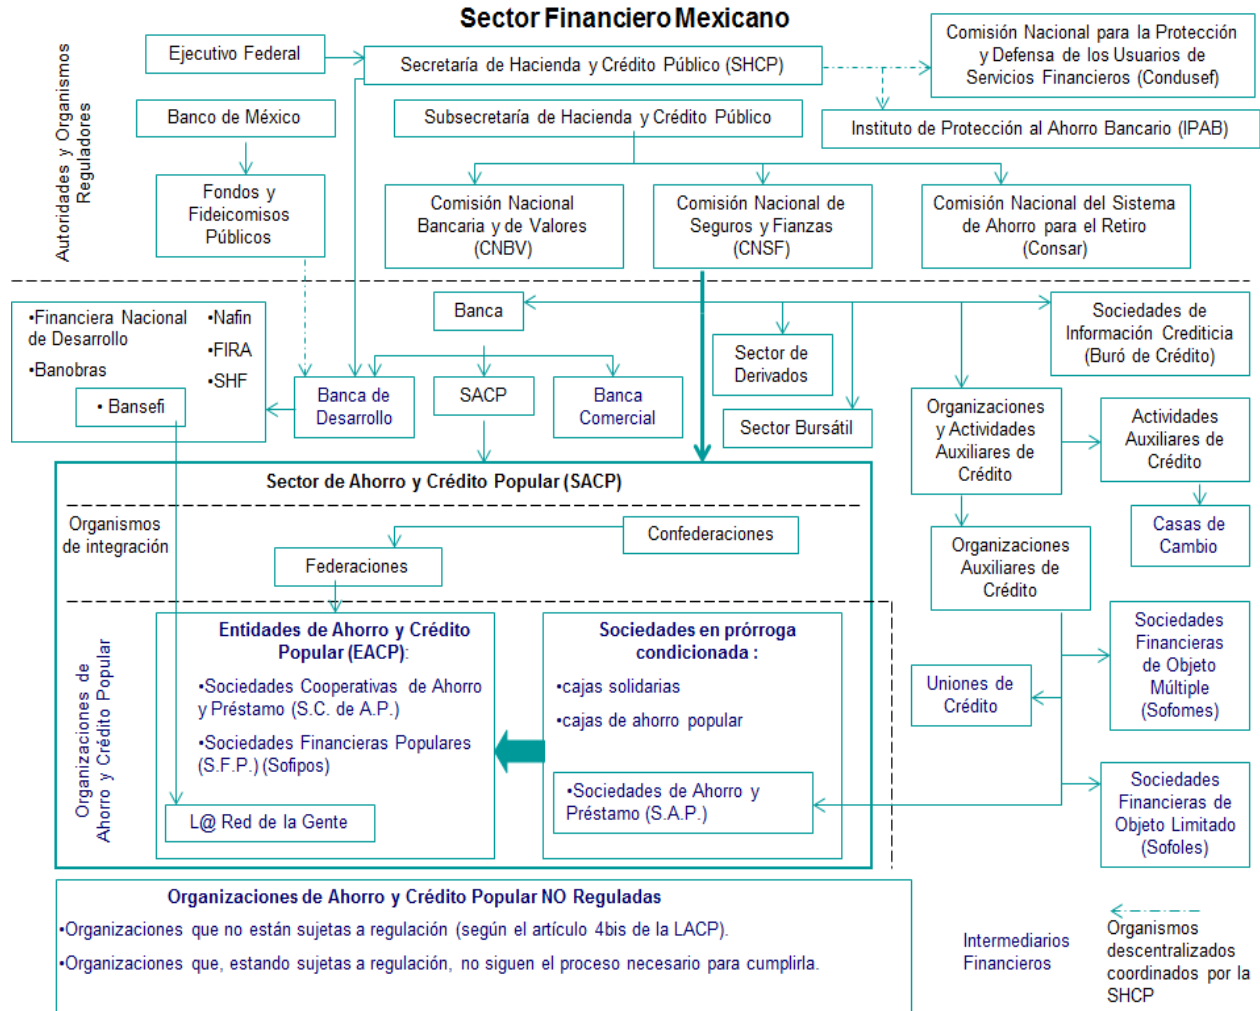 Sector Financiero Mexicano
Autoridades y Organismos
Reguladores
Ejecutivo Federal
Secretaría de Hacienda y Crédito Público (SHCP)
Comisión Nacional para la Protección
y Defensa de los Usuarios de
Servicios Financieros (Condusef)
Banco de México
Subsecretaría de Hacienda y Crédito Público
Instituto de Protección al Ahorro Bancario (IPAB)
Fondos y
Fideicomisos
Públicos
Comisión Nacional
Bancaria y de Valores
(CNBV)
Comisión Nacional de
Seguros y Fianzas
(CNSF)
Comisión Nacional del Sistema
de Ahorro para el Retiro
(Consar)
•Financiera Nacional
de Desarrollo
•Banobras
•Nafin
•FIRA
•SHF
• Bansefi
Banca
Sector de
Derivados
Sector Bursátil
Sociedades de
Información Crediticia
(Buró de Crédito)
Banca de
Desarrollo
SACP
Banca
Comercial
Organizaciones
y Actividades
Auxiliares de
Crédito
Actividades
Auxiliares de
Crédito
Casas de
Cambio
Organizaciones
Auxiliares de
Crédito
Sector de Ahorro y Crédito Popular (SACP)
Organismos
de integración
Confederaciones
Federaciones
Organizaciones de
Ahorro y Crédito Popular
Entidades de Ahorro y Crédito
Popular (EACP):
•Sociedades Cooperativas de Ahorro
y Préstamo (S.C. de A.P.)
•Sociedades Financieras Populares
(S.F.P.) (Sofipos)
L@ Red de la Gente
Sociedades en prórroga
condicionada :
•cajas solidarias
•cajas de ahorro popular
•Sociedades de Ahorro y
Préstamo (S.A.P.)
Uniones de
Crédito
Sociedades
Financieras
de Objeto
Múltiple
(Sofomes)
Sociedades
Financieras de
Objeto Limitado
(Sofoles)
Organizaciones de Ahorro y Crédito Popular NO Reguladas
•Organizaciones que no están sujetas a regulación (según el artículo 4bis de la LACP).
•Organizaciones que, estando sujetas a regulación, no siguen el proceso necesario para cumplirla.
Intermediarios
Financieros
Organismos
descentralizados
coordinados por la
SHCP